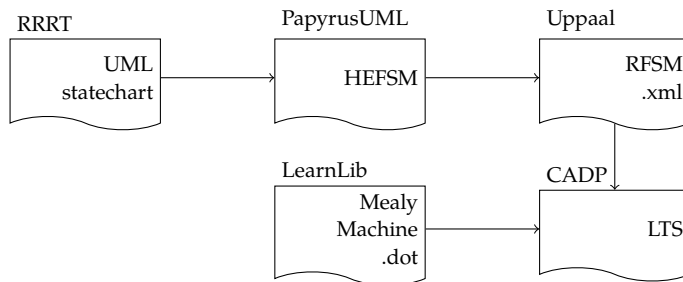 RRRT
PapyrusUML
Uppaal
UML
statechart
HEFSM
RFSM
.xml
LearnLib
CADP
Mealy
Machine
.dot
LTS